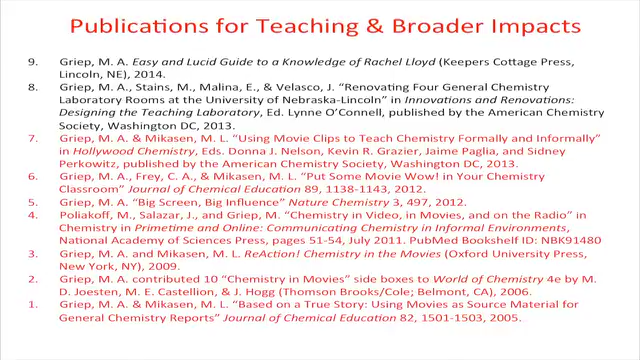 Publications for Teaching & Broader Impacts
9. Griep, M. A. Easy and Lucid Guide to a Knowledge of Rachel Lloyd (Keepers Cottage Press,
Lincoln, NE), 2014.
8. Griep, M. A., Stains, M., Malina, E., & Velasco, J. “Renovating Four General Chemistry
Laboratory Rooms at the University of Nebraska-Lincoln” in Innovations and Renovations:
Designing the Teaching Laboratory, Ed. Lynne O’Connell, published by the American Chemistry
Society, Washington DC, 2013.
7. Griep, M. A. & Mikasen, M. L. “Using Movie Clips to Teach Chemistry Formally and Informally”
in Hollywood Chemistry, Eds. Donna J. Nelson, Kevin R. Grazier, Jaime Paglia, and Sidney
Perkowitz, published by the American Chemistry Society, Washington DC, 2013.
6. Griep, M. A., Frey, C. A., & Mikasen, M. L. “Put Some Movie Wow! in Your Chemistry
Classroom” Journal of Chemical Education 89, 1138-1143, 2012.
5. Griep, M. A. “Big Screen, Big Influence” Nature Chemistry 3, 497, 2012.
4. Poliakoff, M., Salazar, J., and Griep, M. “Chemistry in Video, in Movies, and on the Radio” in
Chemistry in Primetime and Online: Communicating Chemistry in Informal Environments,
National Academy of Sciences Press, pages 51-54, July 2011. PubMed Bookshelf ID: NBK91480
3. Griep, M. A. and Mikasen, M. L. ReAction! Chemistry in the Movies (Oxford University Press,
New York, NY), 2009.
2. Griep, M. A. contributed 10 “Chemistry in Movies” side boxes to World of Chemistry 4e by M.
D. Joesten, M. E. Castellion, & J. Hogg (Thomson Brooks/Cole; Belmont, CA), 2006.
1. Griep, M. A. & Mikasen, M. L. “Based on a True Story: Using Movies as Source Material for
General Chemistry Reports” Journal of Chemical Education 82, 1501-1503, 2005.